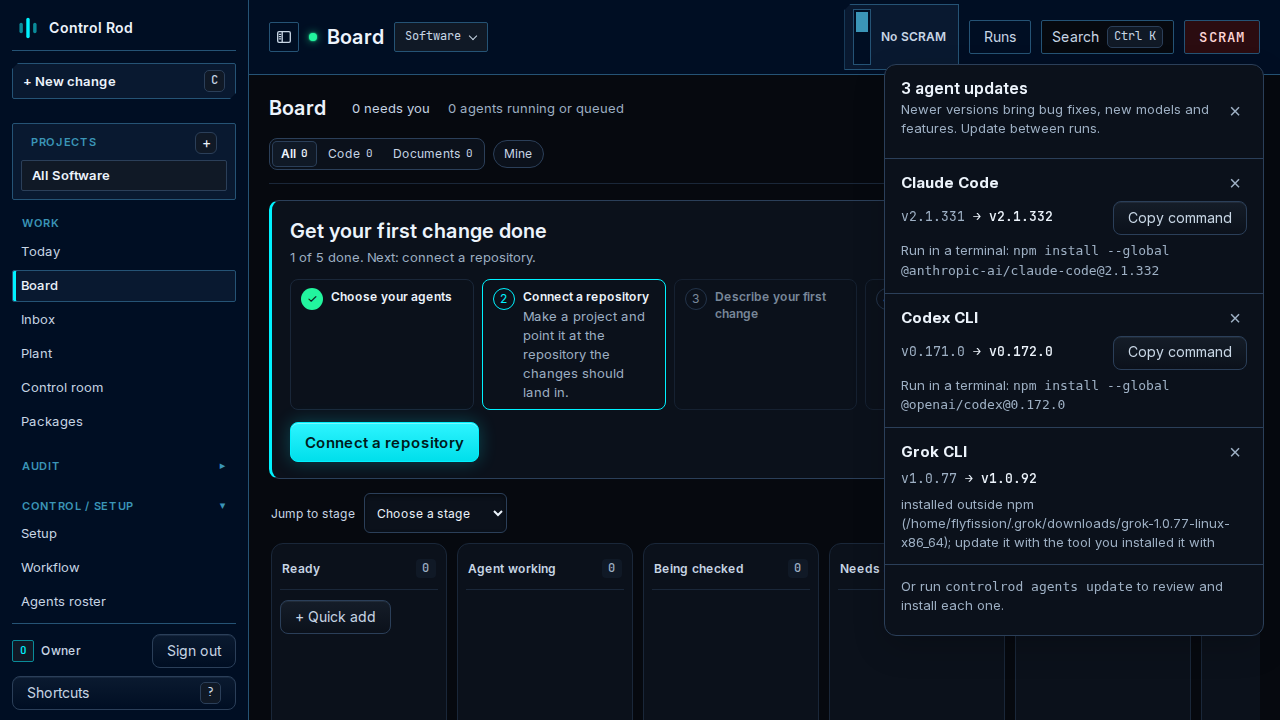 Control Rod
+ New change
C
PROJECTS
+
All Software
WORK
Today
Board
Inbox
Plant
Control room
Packages
AUDIT
CONTROL / SETUP
Setup
Workflow
Agents roster
O
Owner
Sign out
Shortcuts
?
Board
Software
No SCRAM
Runs
Search
Ctrl K
SCRAM
Board
0 needs you
0 agents running or queued
All 0
Code 0
Documents 0
Mine
Get your first change done
1 of 5 done. Next: connect a repository.
Choose your agents
2
Connect a repository
Make a project and
point it at the
repository the
changes should
land in.
3
Describe your first
change
Connect a repository
Jump to stage
Choose a stage
Ready
0
+ Quick add
Agent working
0
Being checked
0
Needs
3 agent updates
Newer versions bring bug fixes, new models and
features. Update between runs.
×
Claude Code
×
v2.1.331 → v2.1.332
Copy command
Run in a terminal: npm install --global
@anthropic-ai/claude-code@2.1.332
Codex CLI
×
v0.171.0 → v0.172.0
Copy command
Run in a terminal: npm install --global
@openai/codex@0.172.0
Grok CLI
×
v1.0.77 → v1.0.92
installed outside npm
(/home/flyfission/.grok/downloads/grok-1.0.77-linux-
x86_64); update it with the tool you installed it with
Or run controlrod agents update to review and
install each one.